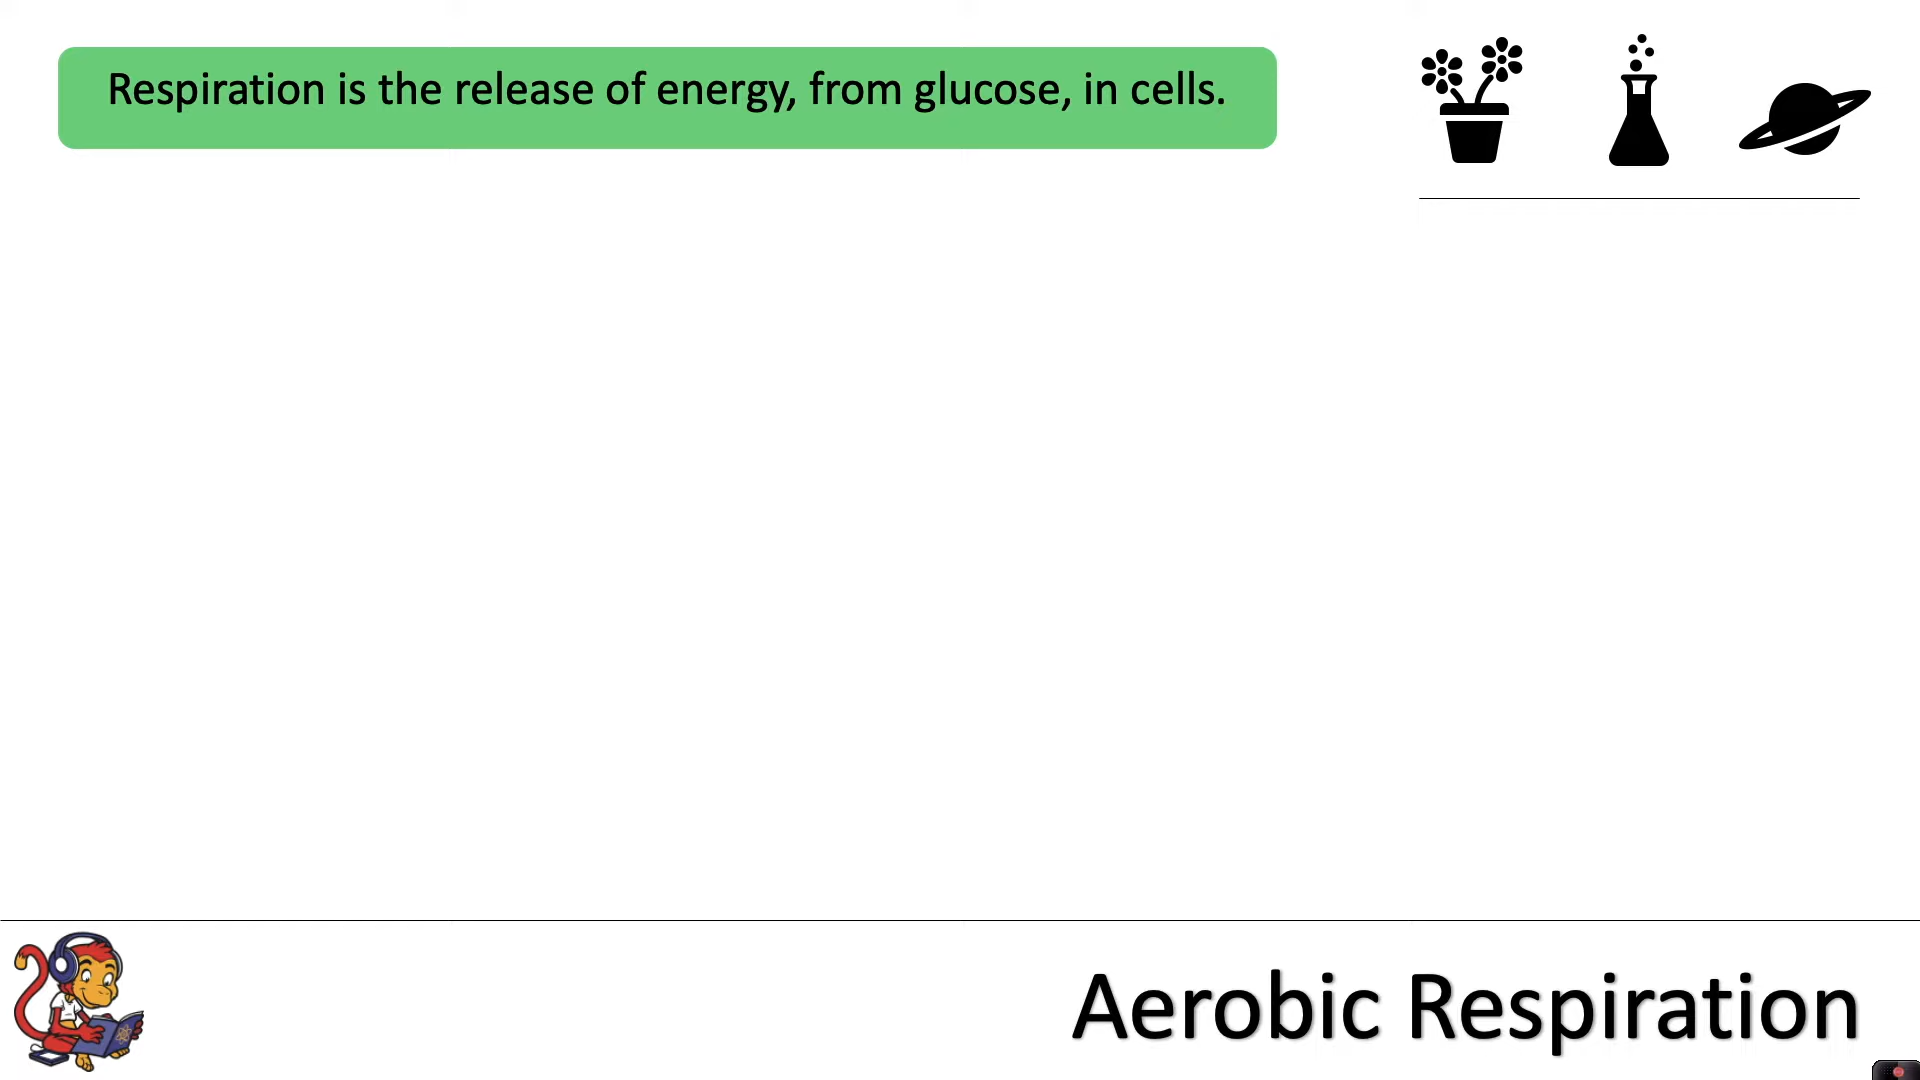 Respiration is the release of energy, from glucose, in cells.
Aerobic Respiration